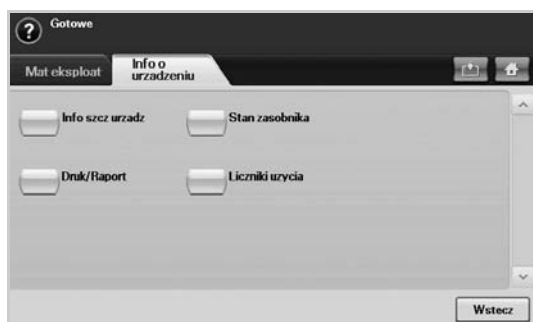 Gotowe
Mat eksploat
Info o
urzadzeniu
Info szcz urzadz
Stan zasobnika
Druk/Raport
Liczniki uzycia
Wstecz